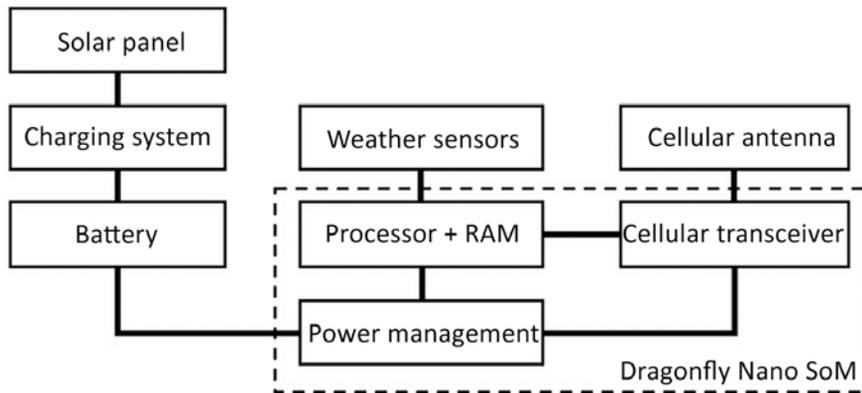 Solar panel
Charging system
Weather sensors
Cellular antenna
Battery
Processor + RAM
Cellular transceiver
Power management
Dragonfly Nano SoM